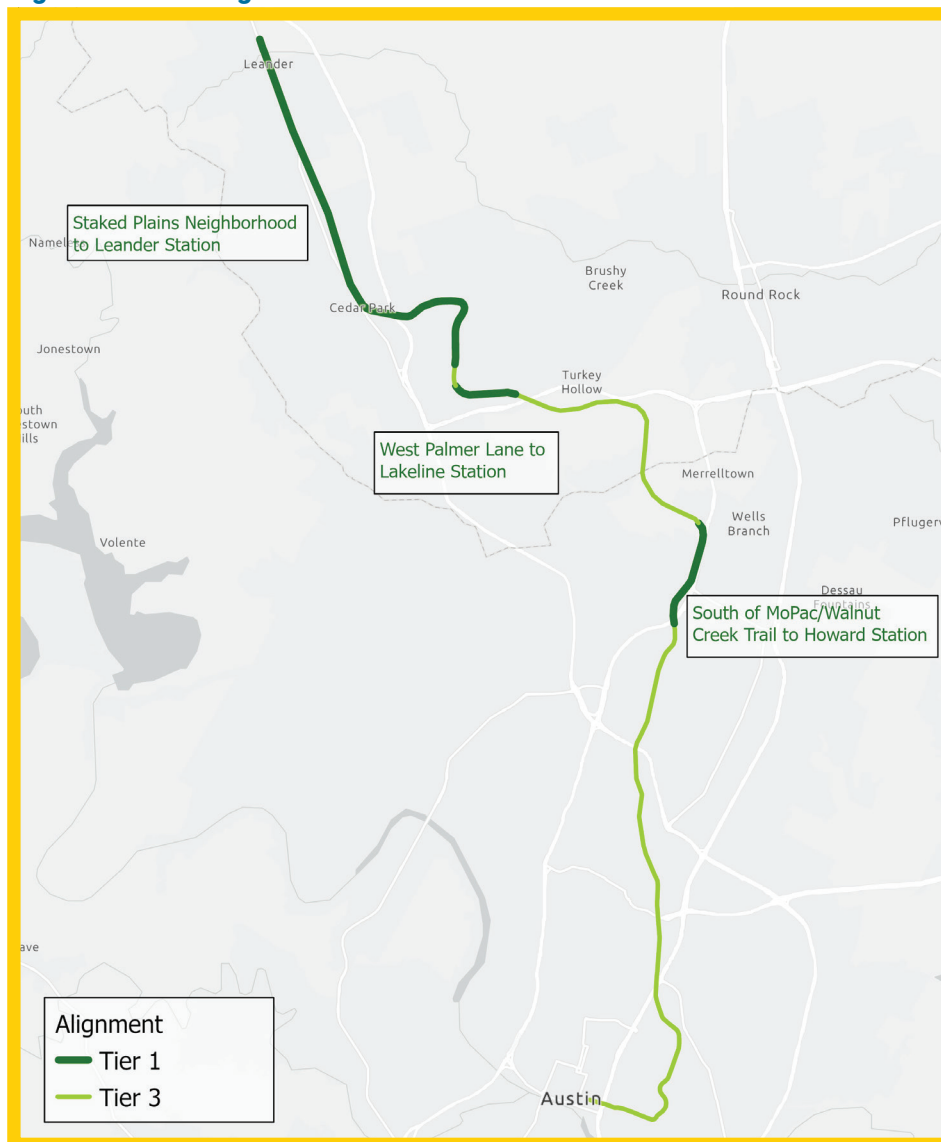 Leander
Staked Plains Neighborhood
to Leander Station
Brushy
Creek
Round Rock
Cedar Park
Jonestown
Turkey
Hollow
West Palmer Lane to
Lakeline Station
Merrelltown
Wells
Branch
Volente
Dessau
Fountains
South of MoPac/Walnut
Creek Trail to Howard Station
Alignment
Tier 1
Tier 3
Austin